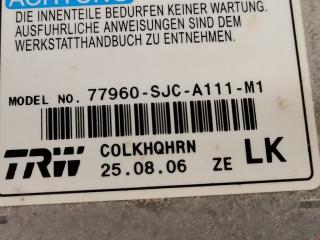 ACHTUNG
DIE INNENTEILE BEDÜRFEN KEINER WARTUNG.
AUSFÜHRLICHE ANWEISUNGEN SIND DEM
WERKSTATTHANDBUCH ZU ENTNEHMEN.
MODEL NO. 77960-SJC-A111-M1
TRW COLKHQHRN
25.08.06 ZE LK